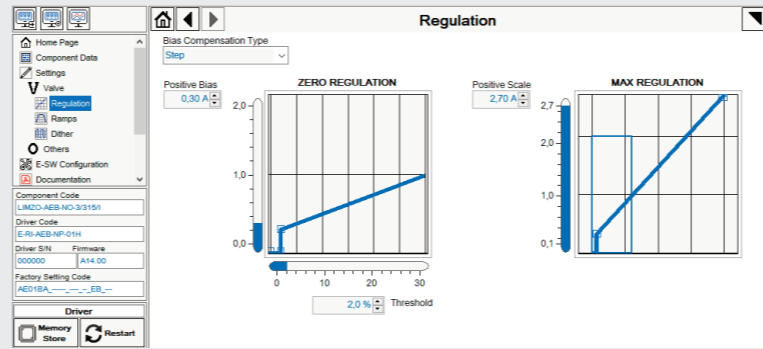 Regulation
Home Page
Component Data
Settings
Valve
Regulation
Ramps
Dither
Others
E-SW Configuration
Documentation
Component Code
LIMZO-AEB-NO-3/315/I
Driver Code
E-RI-AEB-NP-01H
Driver S/N Firmware
000000 A14.00
Factory Setting Code
AE01BA_-----_---_-_EB_---
Driver
Memory Store
Restart
Bias Compensation Type
Step
Positive Bias
0,30 A
ZERO REGULATION
2,0
1,0
0,0
0 10 20 30
2,0 % Threshold
Positive Scale
2,70 A
MAX REGULATION
2,7
2,0
1,0
0,1